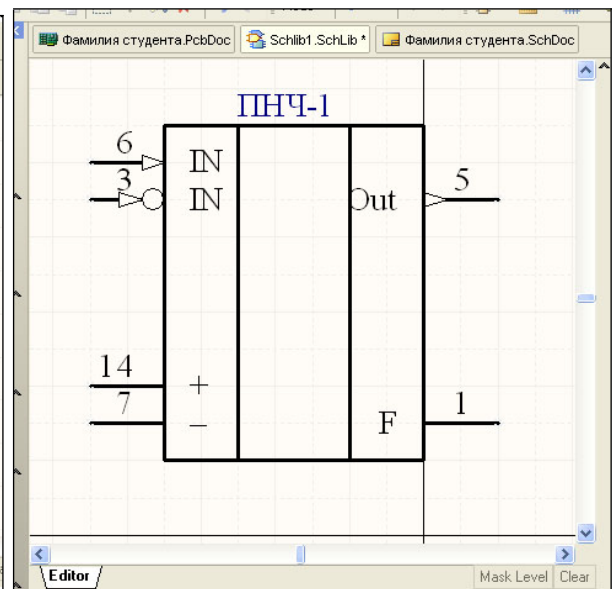 Фамилия студента.PcbDoc
Schlib1.SchLib *
Фамилия студента.SchDoc
ПНЧ-1
6
IN
3
IN
Out
5
14
+
7
−
F
1
Editor
Mask Level
Clear